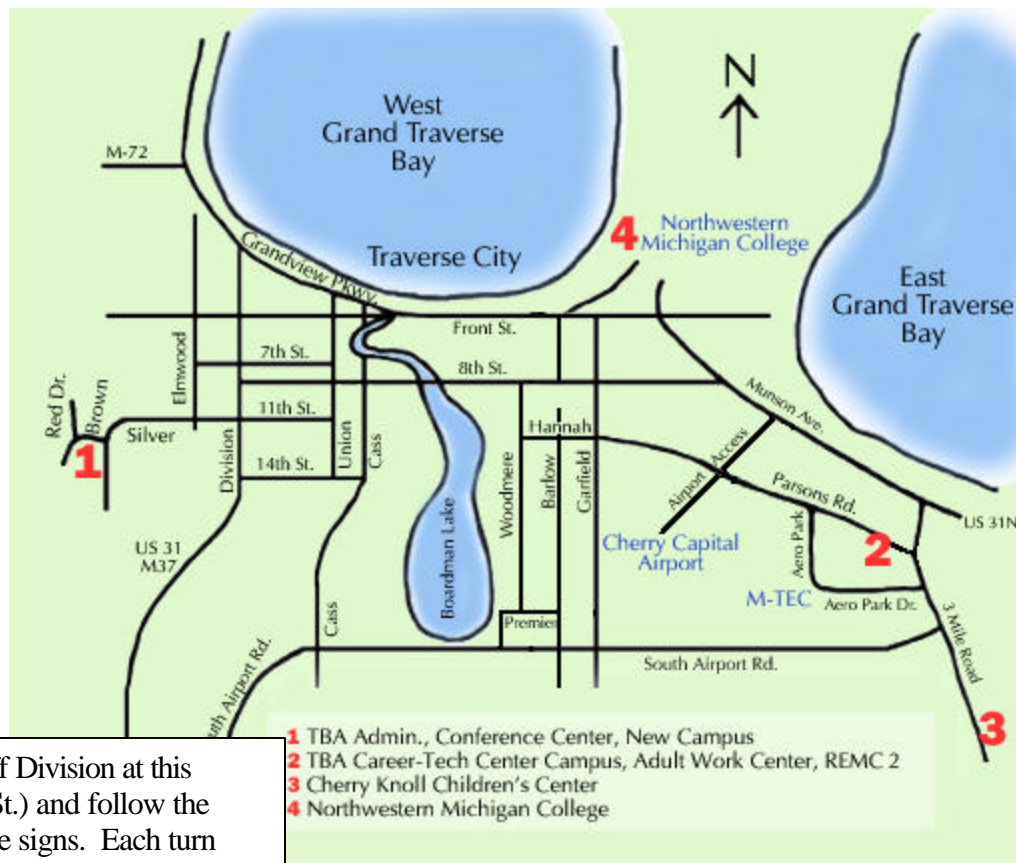 N
West
Grand Traverse
Bay
M-72
4
Northwestern
Michigan College
Grandview Pkwy.
Traverse City
East
Grand Traverse
Bay
Front St.
Elmwood
7th St.
8th St.
Red Dr.
Brown
11th St.
Silver
1
Division
14th St.
Union
Cass
Hannah
Woodmere
Barlow
Garfield
Munson Ave.
Airport Access
Parsons Rd.
US 31N
Boardman Lake
Cherry Capital
Airport
Aero Park
2
US 31
M37
M-TEC
Aero Park Dr.
Cass
Premier
3 Mile Road
South Airport Rd.
uth Airport Rd.
3
1 TBA Admin., Conference Center, New Campus
2 TBA Career-Tech Center Campus, Adult Work Center, REMC 2
3 Cherry Knoll Children's Center
4 Northwestern Michigan College
f Division at this
St.) and follow the
e signs. Each turn